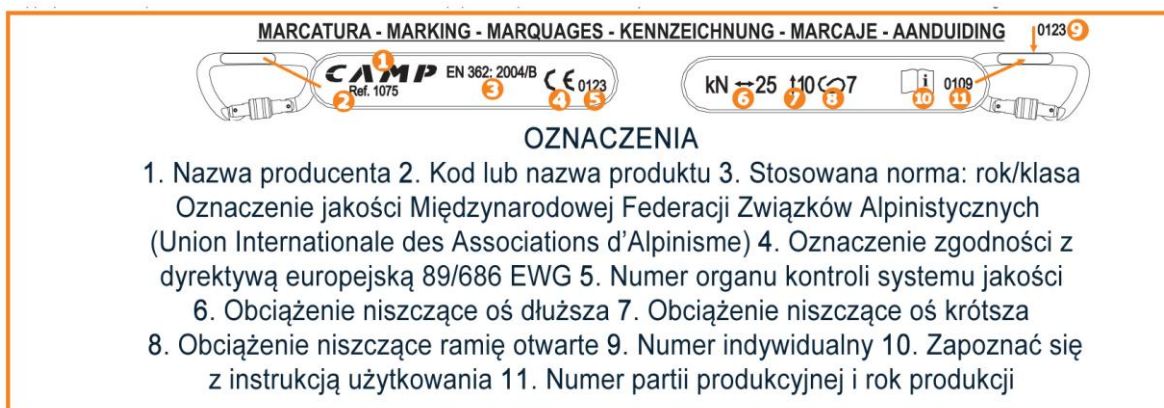 MARCATURA - MARKING - MARQUAGES - KENNZEICHNUNG - MARCAJE - AANDUIDING 0123 9
1 CAMP EN 362: 2004/B 0123 kN ↔25 ↕10 7 i 0109
Ref. 1075 2 3 4 5 6 7 8 10 11
OZNACZENIA
1. Nazwa producenta 2. Kod lub nazwa produktu 3. Stosowana norma: rok/klasa
Oznaczenie jakości Międzynarodowej Federacji Związków Alpinistycznych
(Union Internationale des Associations d’Alpinisme) 4. Oznaczenie zgodności z
dyrektywą europejską 89/686 EWG 5. Numer organu kontroli systemu jakości
6. Obciążenie niszczące oś dłuższa 7. Obciążenie niszczące oś krótsza
8. Obciążenie niszczące ramię otwarte 9. Numer indywidualny 10. Zapoznać się
z instrukcją użytkowania 11. Numer partii produkcyjnej i rok produkcji